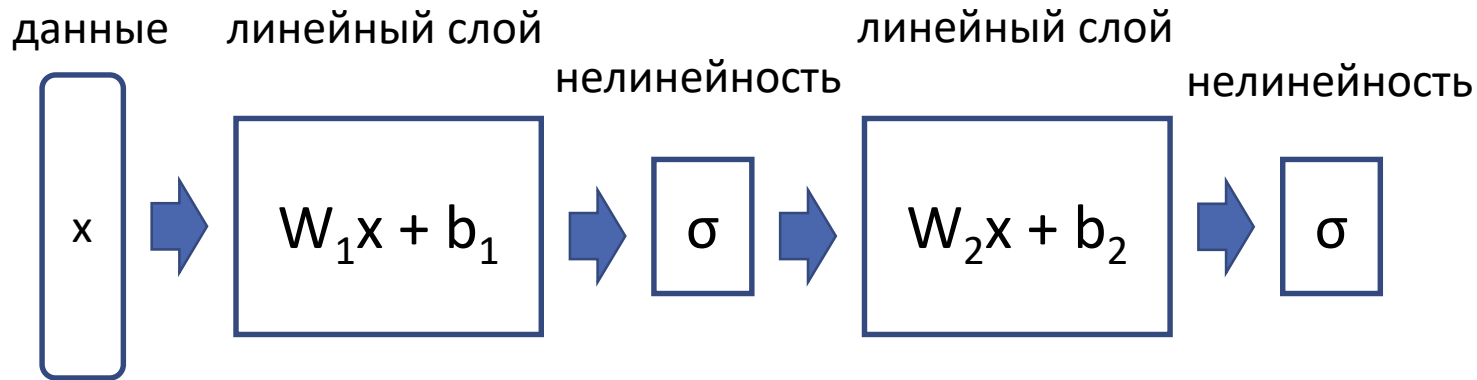 данные
линейный слой
нелинейность
линейный слой
нелинейность
x
W₁x + b₁
σ
W₂x + b₂
σ